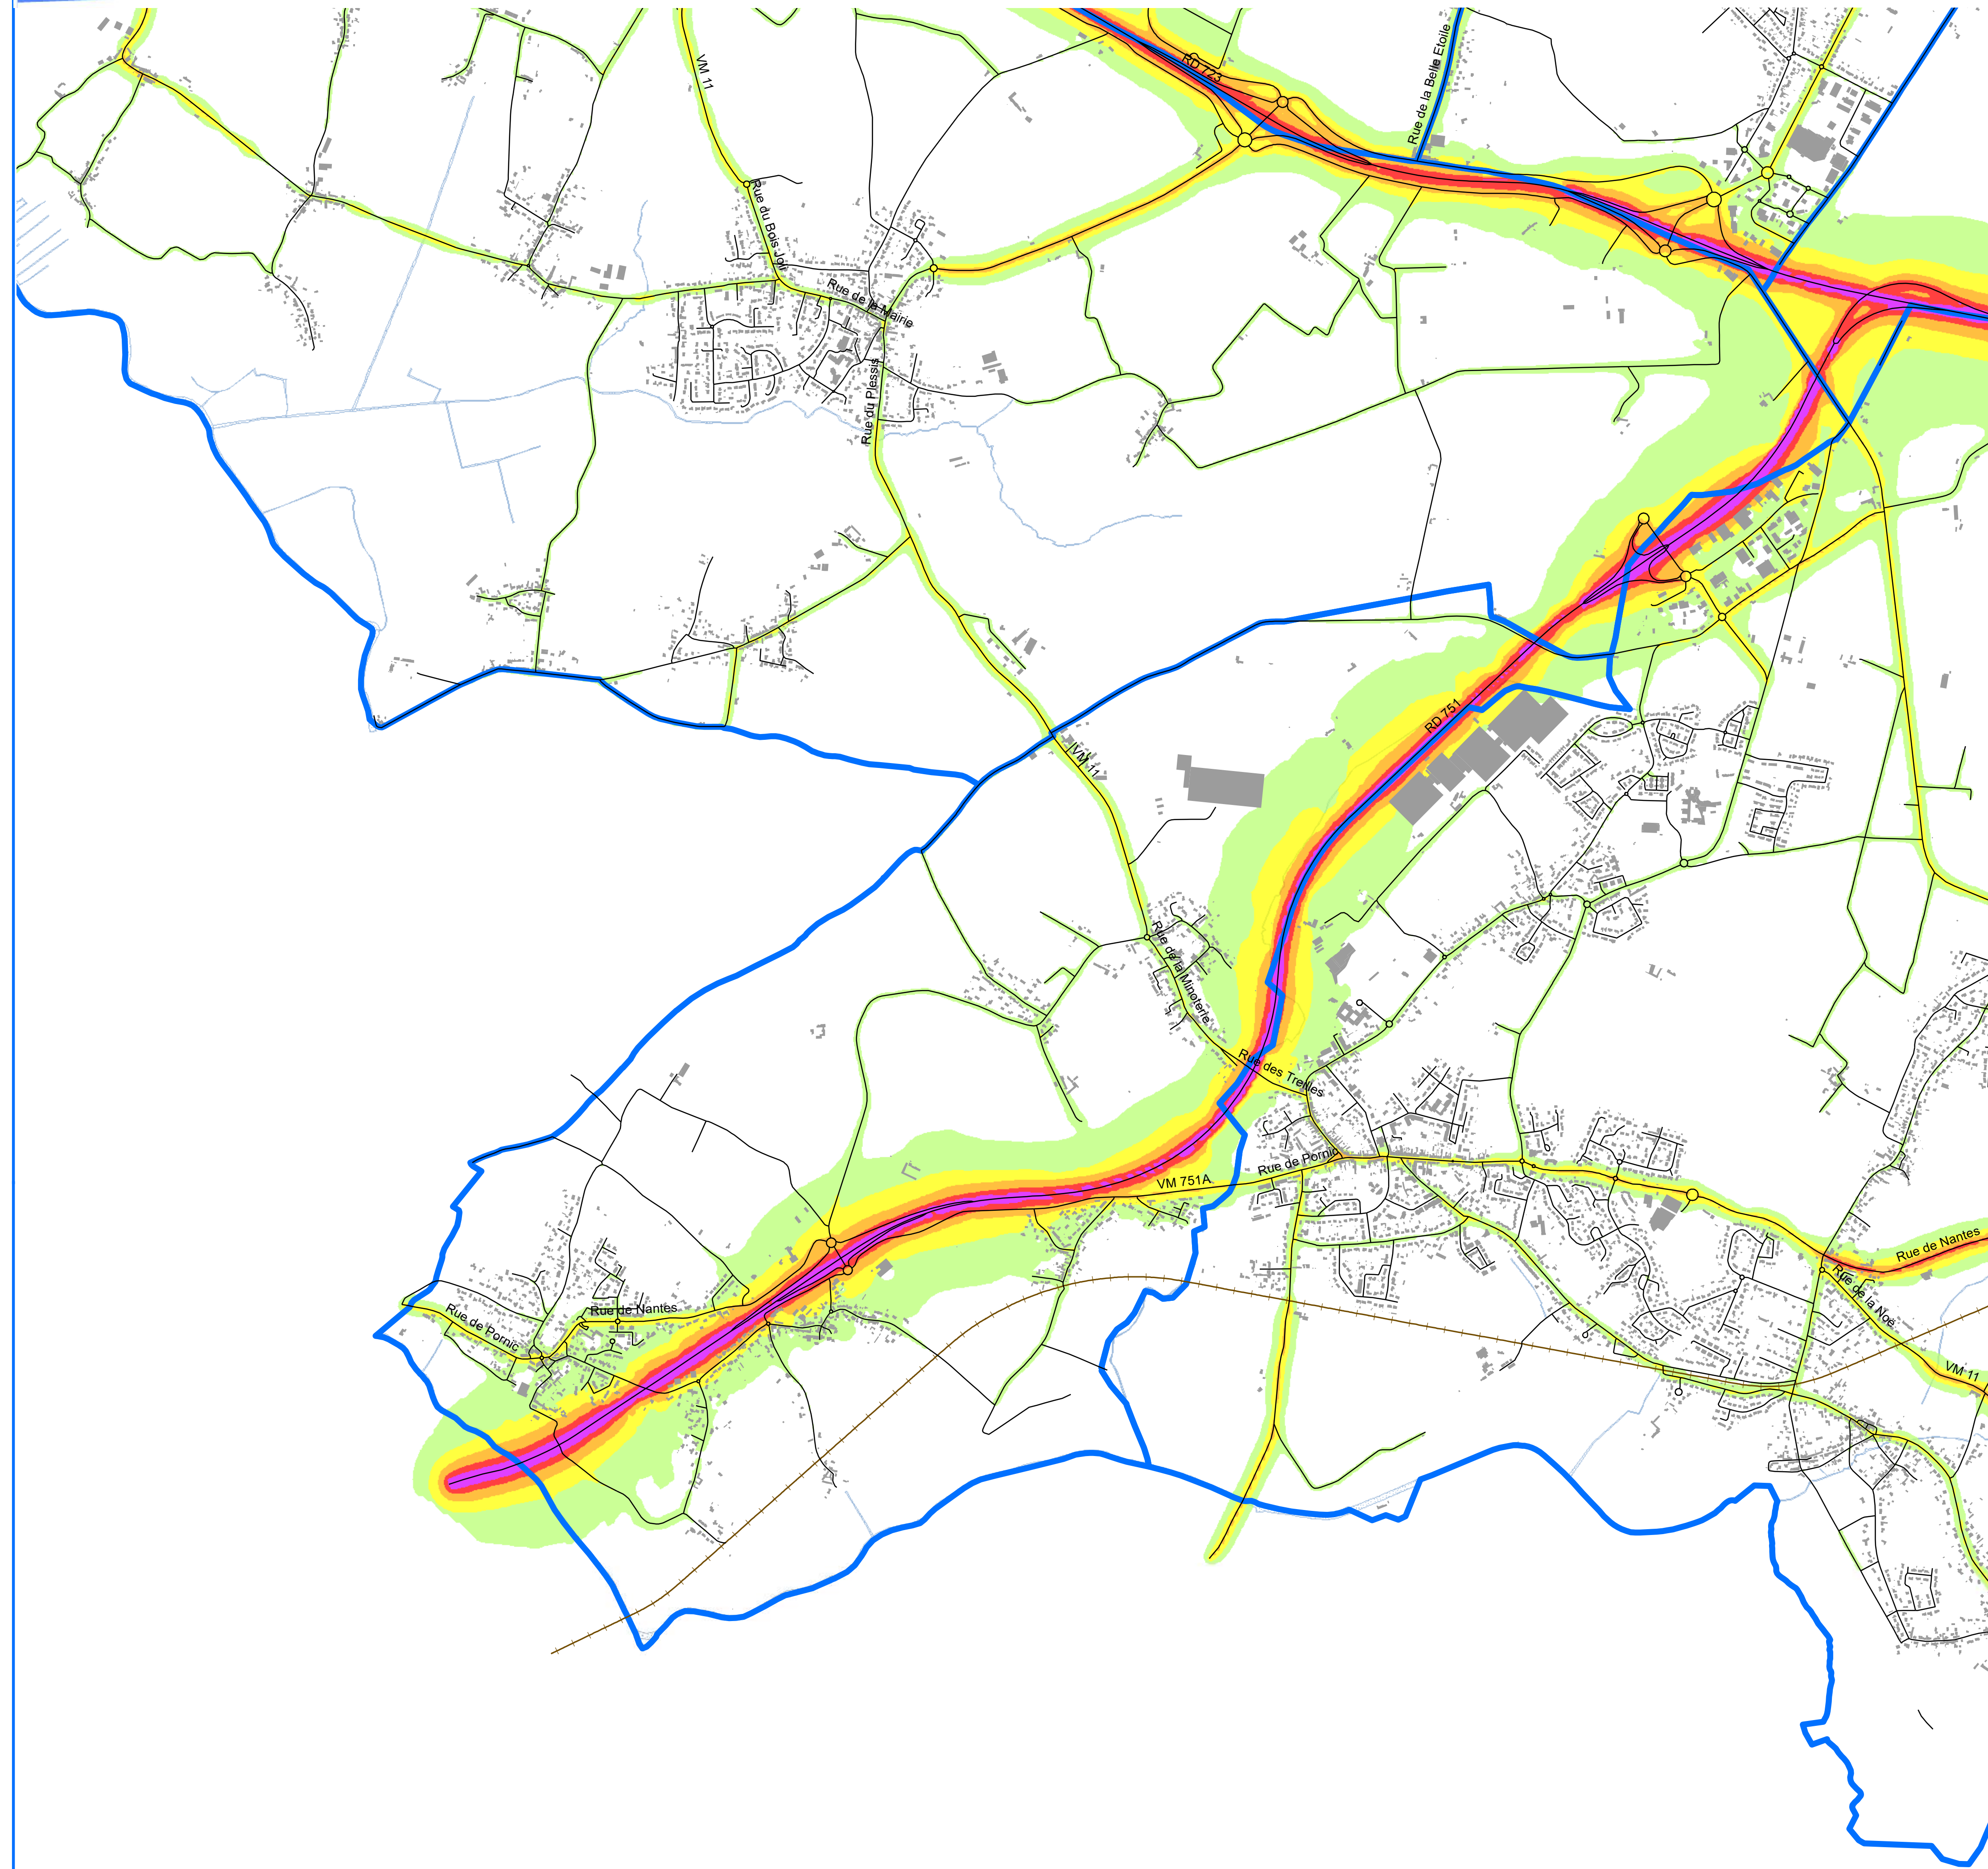 VM 11
RD 723
Rue de la Belle Etoile
Rue du Bois Joli
Rue de la Mairie
Rue du Plessis
RD 751
VM 11
Rue de la Minoterie
Rue des Treilles
Rue de Pornic
VM 751A
Rue de Nantes
Rue de la Noë
Rue de Nantes
Rue de Pornic
VM 11